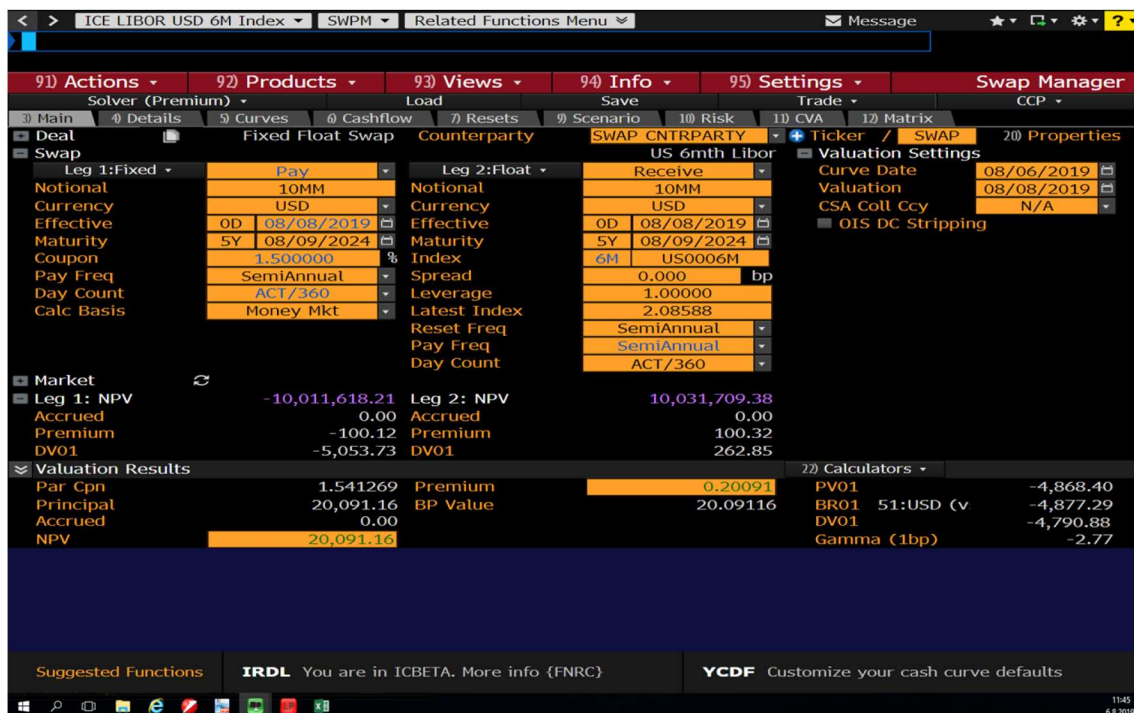 < > ICE LIBOR USD 6M Index SWPM Related Functions Menu Message ?
91) Actions 92) Products 93) Views 94) Info 95) Settings Swap Manager
Solver (Premium) Load Save Trade CCP
3) Main 4) Details 5) Curves 6) Cashflow 7) Resets 9) Scenario 10) Risk 11) CVA 12) Matrix
Deal Fixed Float Swap Counterparty SWAP CNTRPARTY Ticker / SWAP 20) Properties
Swap US 6mth Libor Valuation Settings
Leg 1:Fixed Pay Leg 2:Float Receive Curve Date 08/06/2019
Notional 10MM Notional 10MM Valuation 08/08/2019
Currency USD Currency USD CSA Coll Ccy N/A
Effective 0D 08/08/2019 Effective 0D 08/08/2019 OIS DC Stripping
Maturity 5Y 08/09/2024 Maturity 5Y 08/09/2024
Coupon 1.500000 % Index 6M US0006M
Pay Freq SemiAnnual Spread 0.000 bp
Day Count ACT/360 Leverage 1.00000
Calc Basis Money Mkt Latest Index 2.08588
Reset Freq SemiAnnual
Pay Freq SemiAnnual
Day Count ACT/360
Market
Leg 1: NPV -10,011,618.21 Leg 2: NPV 10,031,709.38
Accrued 0.00 Accrued 0.00
Premium -100.12 Premium 100.32
DV01 -5,053.73 DV01 262.85
Valuation Results 22) Calculators
Par Cpn 1.541269 Premium 0.20091 PV01 -4,868.40
Principal 20,091.16 BP Value 20.09116 BR01 51:USD (v -4,877.29
Accrued 0.00 DV01 -4,790.88
NPV 20,091.16 Gamma (1bp) -2.77
Suggested Functions IRDL You are in ICBETA. More info {FNRC} YCDF Customize your cash curve defaults
11:45
6.8.2019